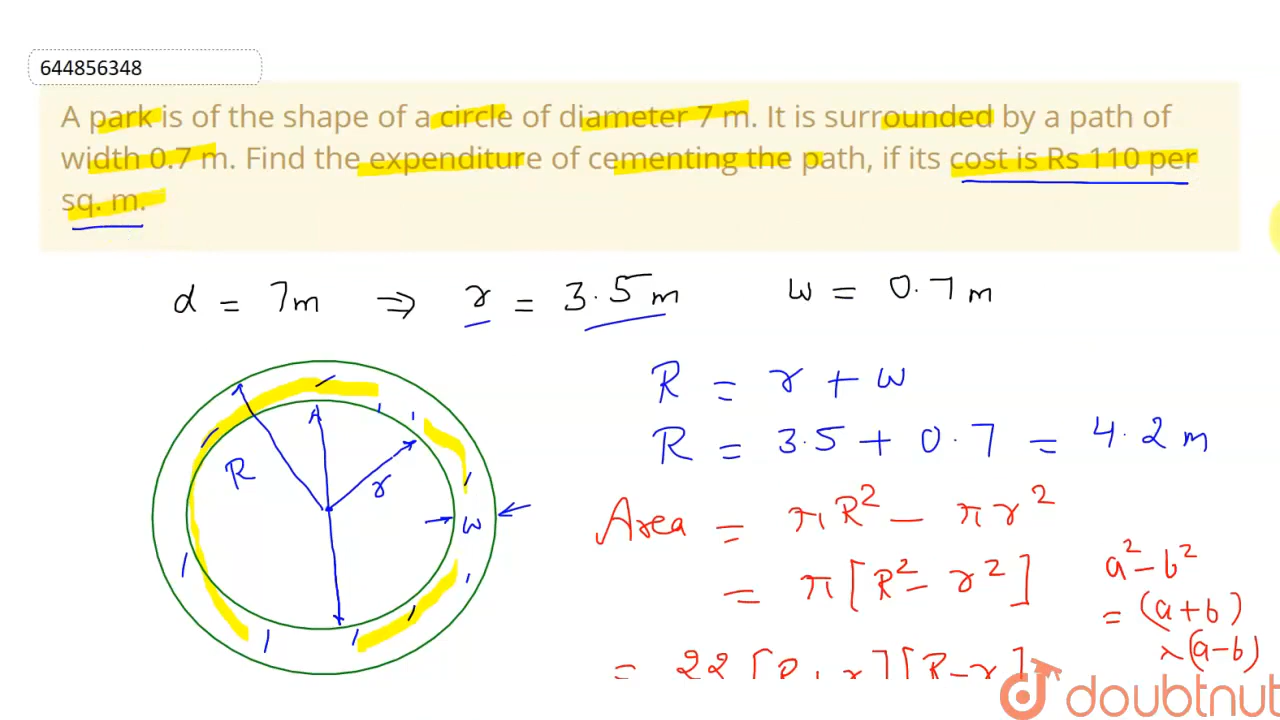 644856348
A park is of the shape of a circle of diameter 7 m. It is surrounded by a path of
width 0.7 m. Find the expenditure of cementing the path, if its cost is Rs 110 per
sq. m.
d = 7m ⇒ r = 3.5 m w = 0.7 m
R = r + w
R = 3.5 + 0.7 = 4.2 m
A
R
r
w
Area = πR² − πr²
= π[R² − r²]
a² − b²
= (a+b)
×(a−b)
= 22 [R+r][R−r]
doubtnut